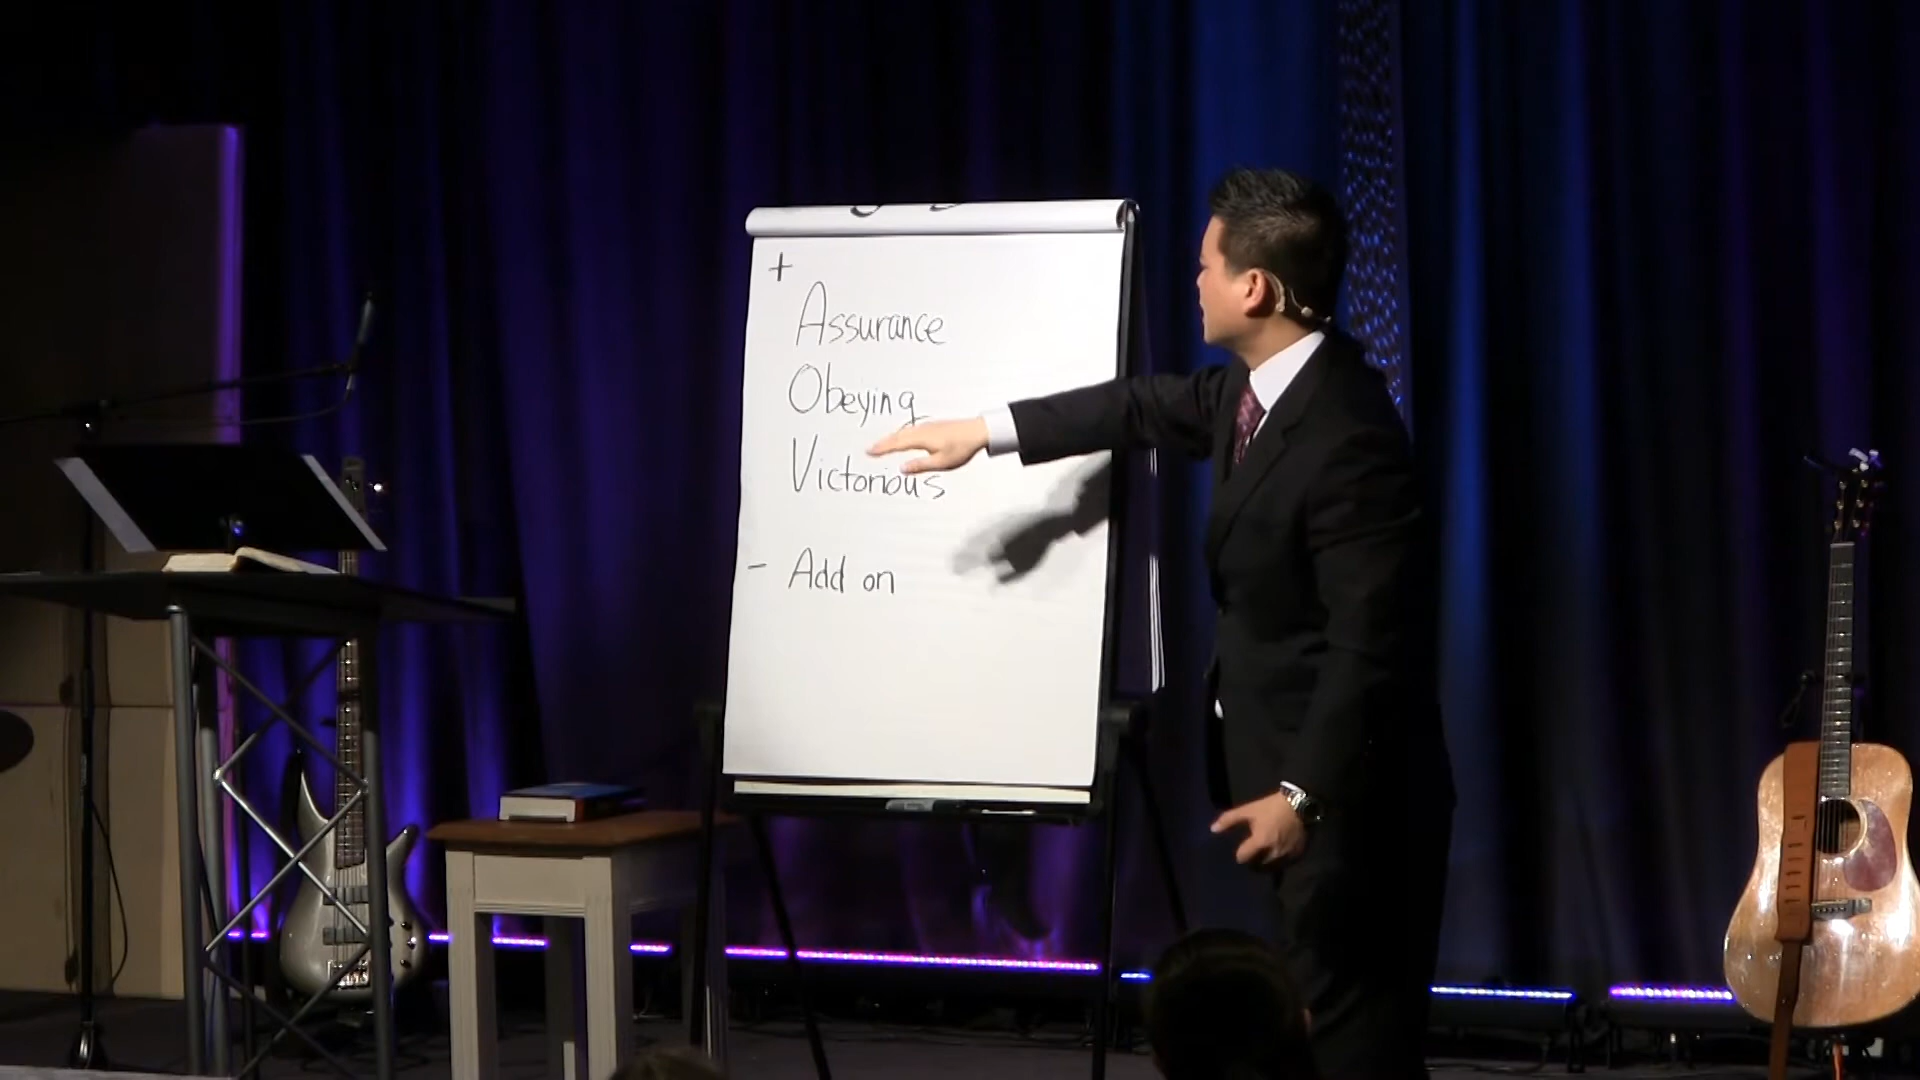 +
Assurance
Obeying
Victorious
- Add on